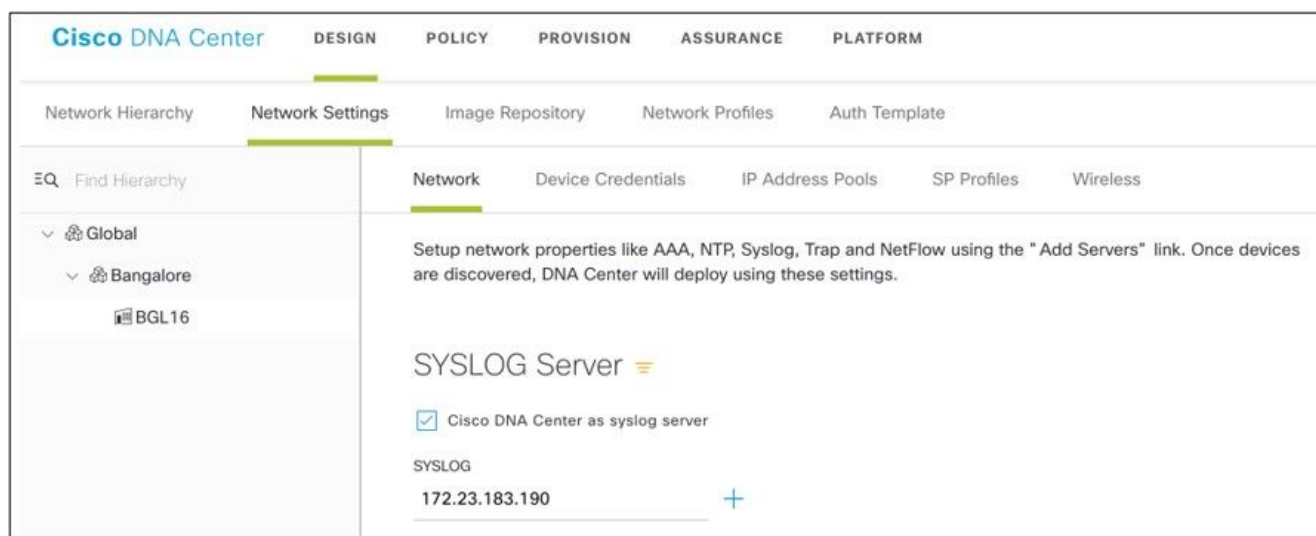 Cisco DNA Center DESIGN POLICY PROVISION ASSURANCE PLATFORM
Network Hierarchy Network Settings Image Repository Network Profiles Auth Template
Find Hierarchy
Global
Bangalore
BGL16
Network Device Credentials IP Address Pools SP Profiles Wireless
Setup network properties like AAA, NTP, Syslog, Trap and NetFlow using the "Add Servers" link. Once devices
are discovered, DNA Center will deploy using these settings.
SYSLOG Server
Cisco DNA Center as syslog server
SYSLOG
172.23.183.190